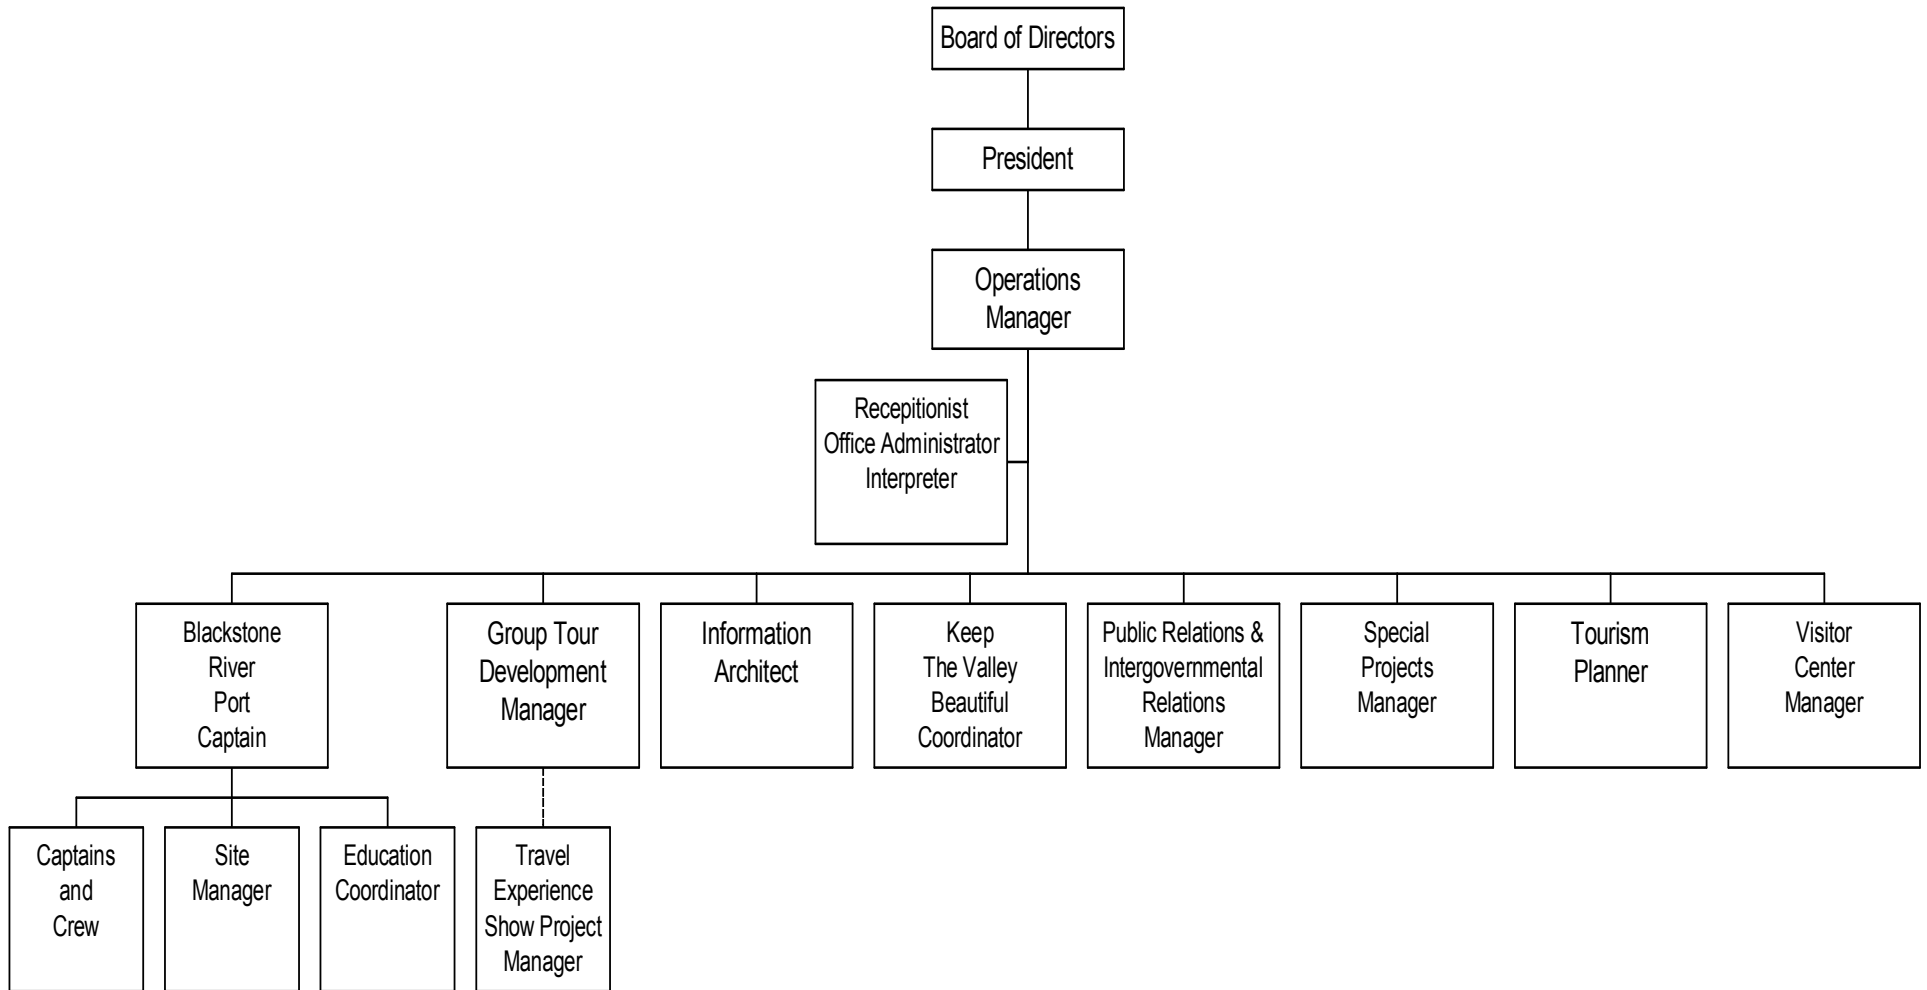 Board of Directors
President
Operations
Manager
Recepitionist
Office Administrator
Interpreter
Blackstone
River
Port
Captain
Group Tour
Development
Manager
Information
Architect
Keep
The Valley
Beautiful
Coordinator
Public Relations &
Intergovernmental
Relations
Manager
Special
Projects
Manager
Tourism
Planner
Visitor
Center
Manager
Captains
and
Crew
Site
Manager
Education
Coordinator
Travel
Experience
Show Project
Manager